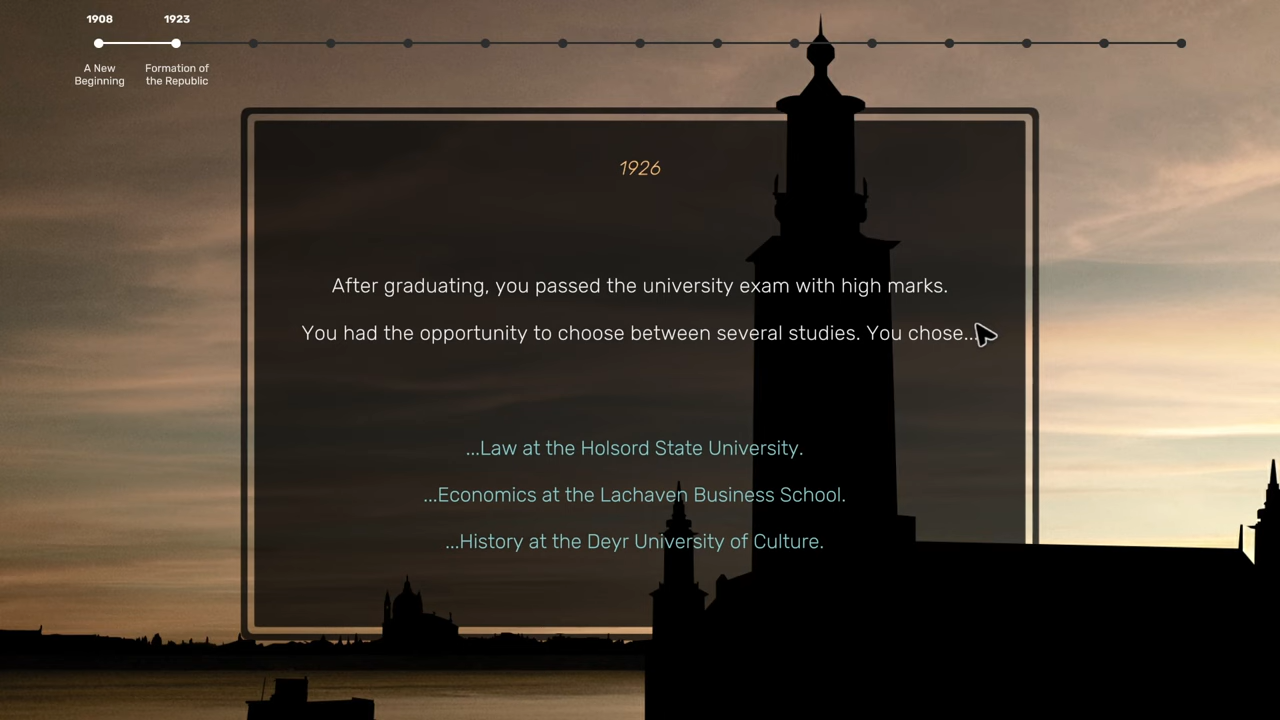 1908
1923
A New
Beginning
Formation of
the Republic
1926
After graduating, you passed the university exam with high marks.
You had the opportunity to choose between several studies. You chose...
...Law at the Holsord State University.
...Economics at the Lachaven Business School.
...History at the Deyr University of Culture.